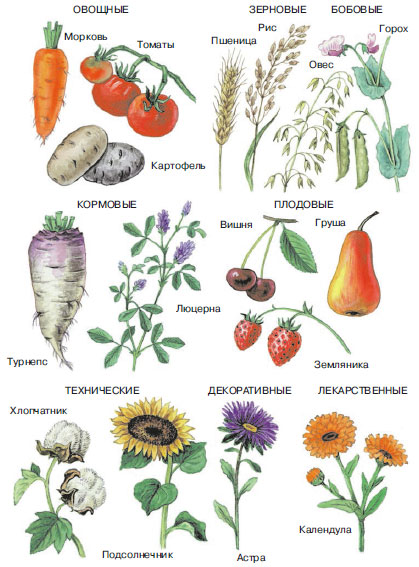 ОВОЩНЫЕ
ЗЕРНОВЫЕ
БОБОВЫЕ
Морковь
Томаты
Картофель
Пшеница
Рис
Овес
Горох
КОРМОВЫЕ
ПЛОДОВЫЕ
Турнепс
Люцерна
Вишня
Груша
Земляника
ТЕХНИЧЕСКИЕ
ДЕКОРАТИВНЫЕ
ЛЕКАРСТВЕННЫЕ
Хлопчатник
Подсолнечник
Астра
Календула